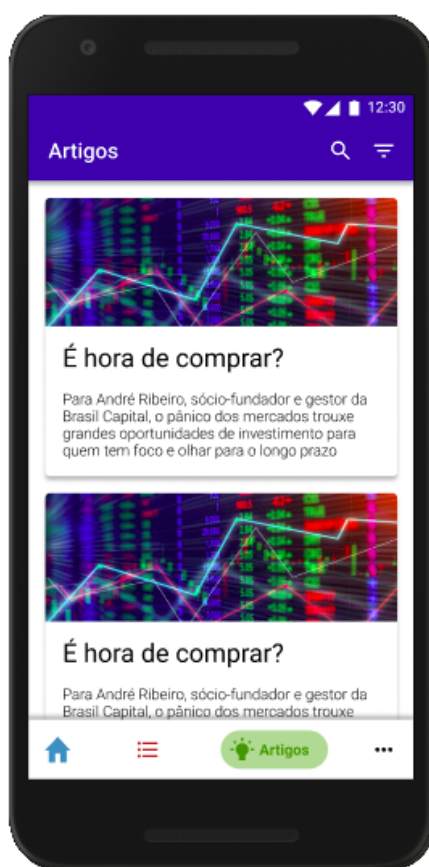 12:30
Artigos
É hora de comprar?
Para André Ribeiro, sócio-fundador e gestor da
Brasil Capital, o pânico dos mercados trouxe
grandes oportunidades de investimento para
quem tem foco e olhar para o longo prazo
É hora de comprar?
Para André Ribeiro, sócio-fundador e gestor da
Brasil Capital, o pânico dos mercados trouxe
Artigos